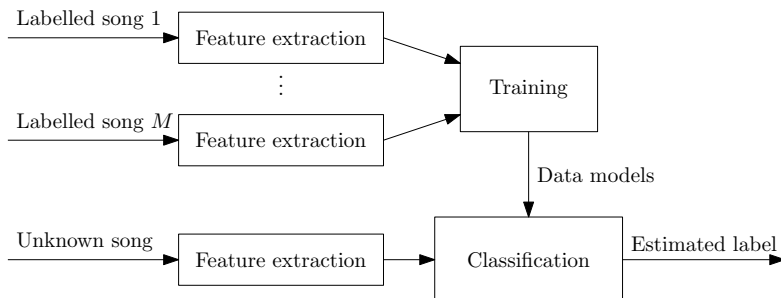 Labelled song 1
Feature extraction
Training
⋮
Labelled song M
Feature extraction
Data models
Unknown song
Feature extraction
Classification
Estimated label